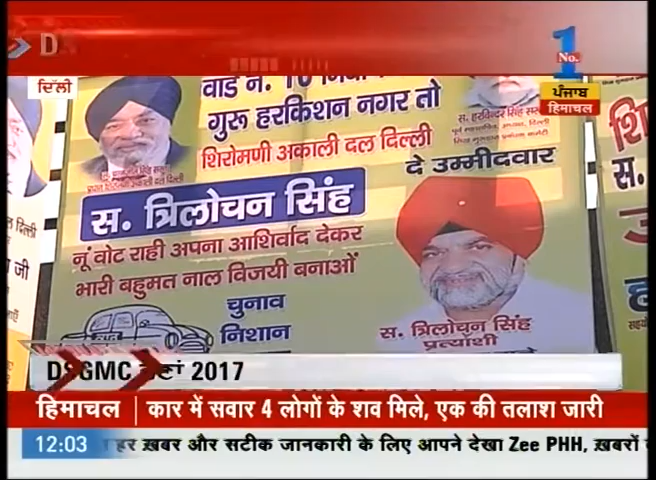 ਦਿੱਲੀ
No. 1
ਪੰਜਾਬ
हिमाचल
वार्ड न. 10
गुरू हरकिशन नगर तो
शिरोमणी अकाली दल दिल्ली
दे उम्मीदवार
स. त्रिलोचन सिंह
नूं वोट राही अपना आशिर्वाद देकर
भारी बहुमत नाल विजयी बनाओं
चुनाव
निशान
स. त्रिलोचन सिंह
प्रत्याशी
DSGMC ਚੋਣਾਂ 2017
हिमाचल | कार में सवार 4 लोगों के शव मिले, एक की तलाश जारी
12:03 हर ख़बर और सटीक जानकारी के लिए आपने देखा Zee PHH, ख़बरों